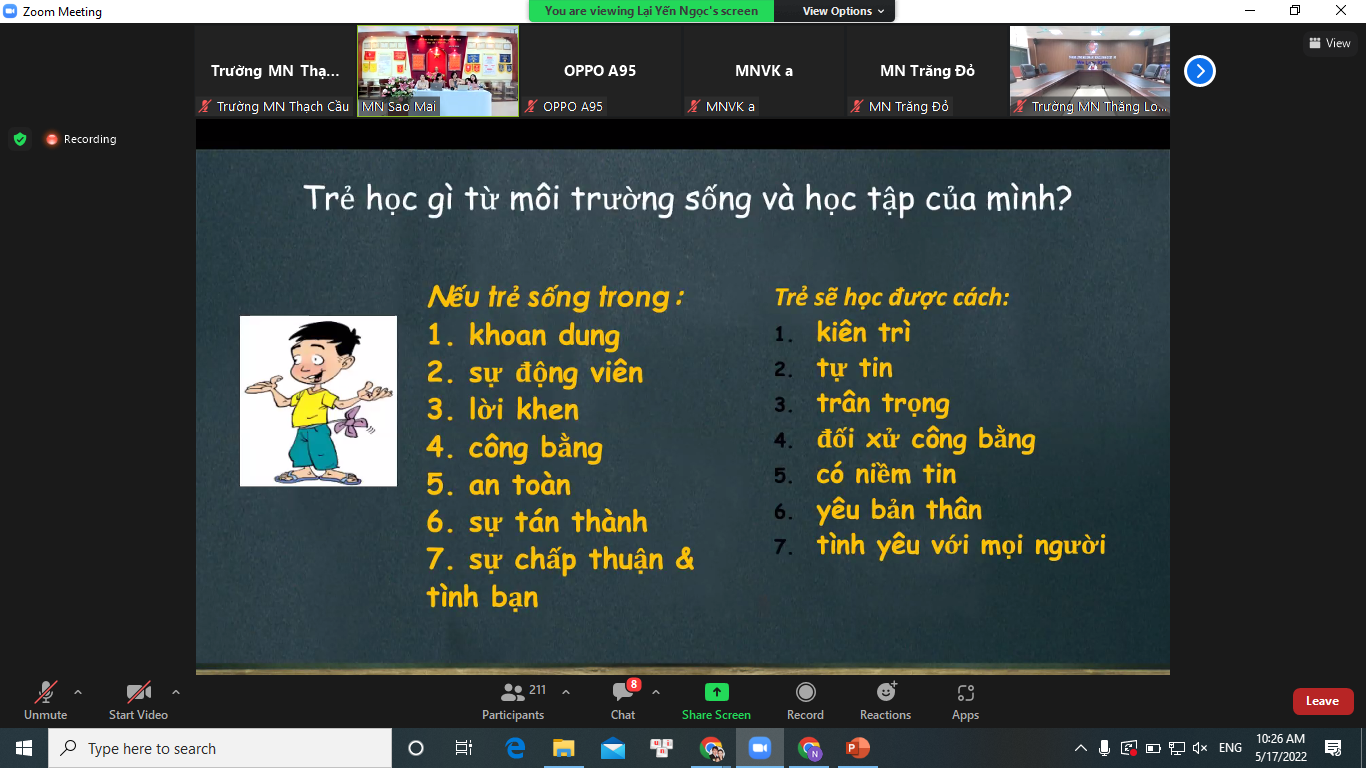 Zoom Meeting
You are viewing Lại Yến Ngọc's screen
View Options
Trường MN Thạ...
OPPO A95
MNVK a
MN Trăng Đỏ
View
Trường MN Thạch Cầu
MN Sao Mai
OPPO A95
MNVK a
MN Trăng Đỏ
Trường MN Thăng Lo...
Recording
Trẻ học gì từ môi trường sống và học tập của mình?
Nếu trẻ sống trong :
1. khoan dung
2. sự động viên
3. lời khen
4. công bằng
5. an toàn
6. sự tán thành
7. sự chấp thuận &
tình bạn
Trẻ sẽ học được cách:
1. kiên trì
2. tự tin
3. trân trọng
4. đối xử công bằng
5. có niềm tin
6. yêu bản thân
7. tình yêu với mọi người
Unmute
Start Video
211
Participants
8
Chat
Share Screen
Record
Reactions
Apps
Leave
Type here to search
ENG
10:26 AM
5/17/2022